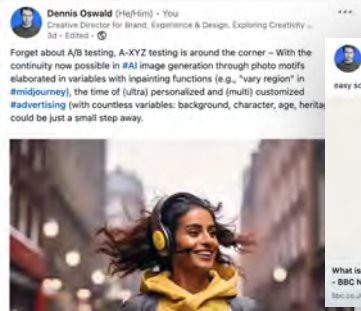 Dennis Oswald (He/Him) • You
Creative Director for Brand, Experience & Design. Exploring Creativity ...
3d • Edited •
Forget about A/B testing, A-XYZ testing is around the corner – With the
continuity now possible in #AI image generation through photo motifs
elaborated in variables with inpainting functions (e.g., "vary region" in
#midjourney), the time of (ultra) personalized and (multi) customized
#advertising (with countless variables: background, character, age, herita
could be just a small step away.
easy sc
What is
- BBC N
bbc.co.u